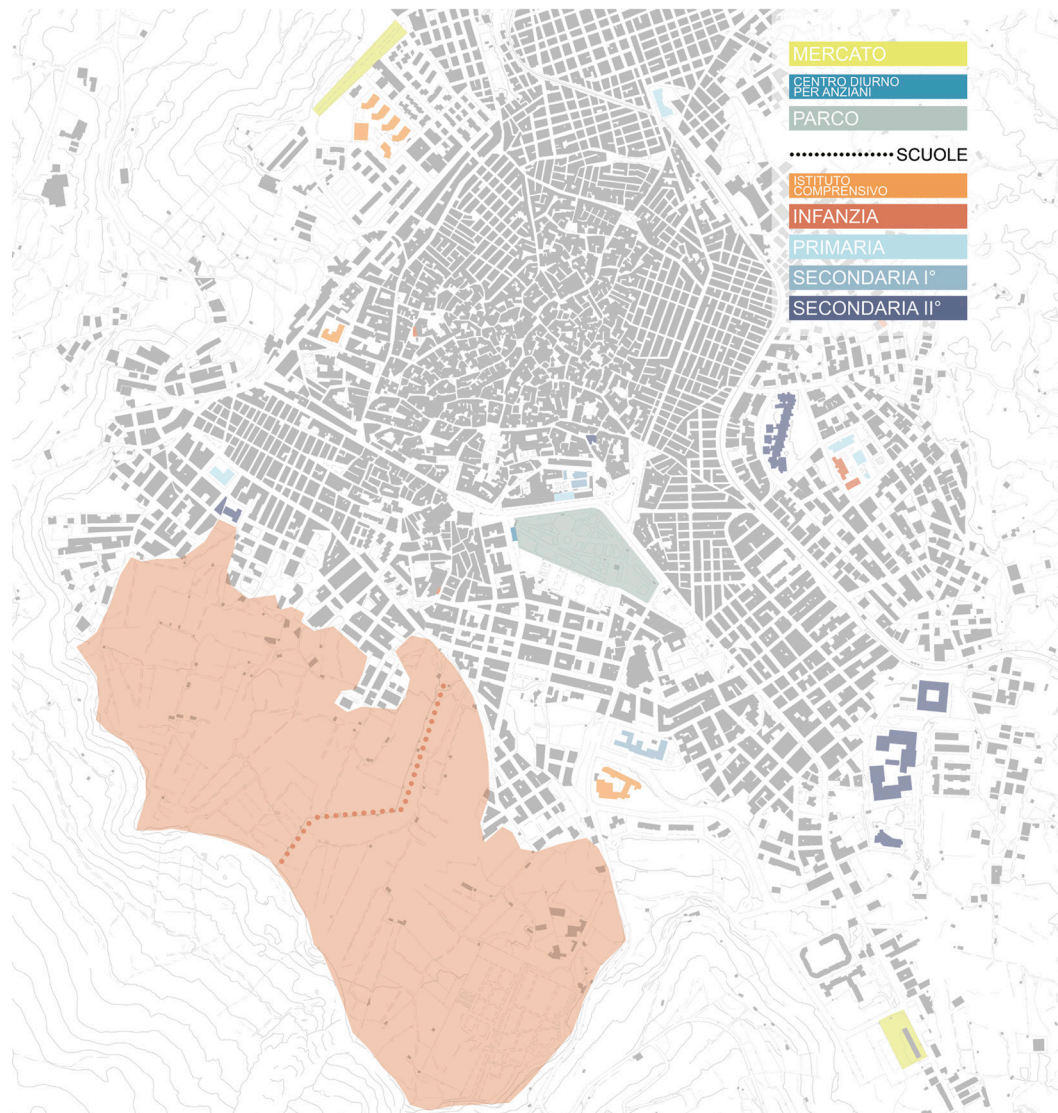 MERCATO
CENTRO DIURNO
PER ANZIANI
PARCO
SCUOLE
ISTITUTO
COMPRENSIVO
INFANZIA
PRIMARIA
SECONDARIA I°
SECONDARIA II°